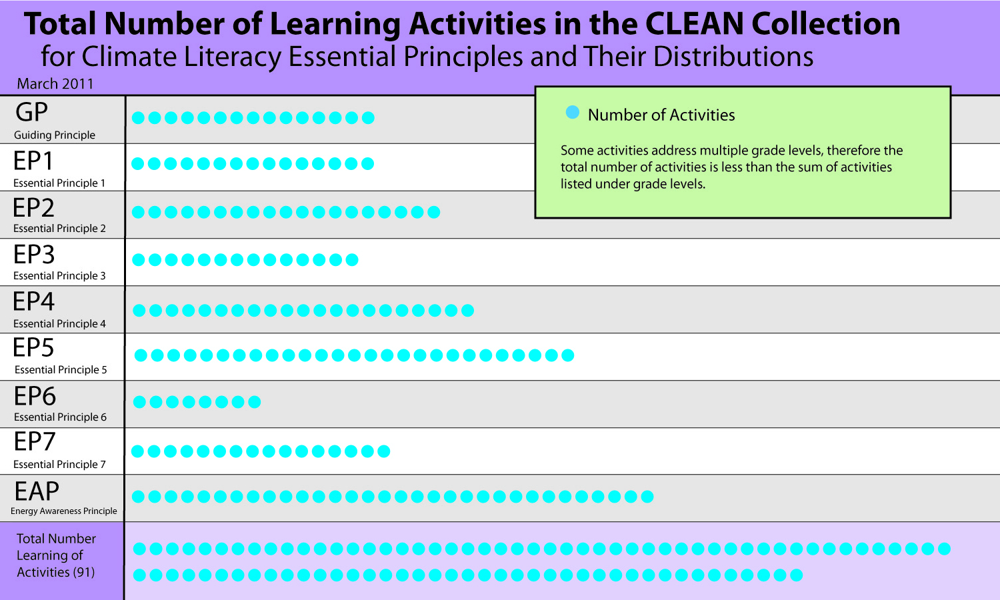 Total Number of Learning Activities in the CLEAN Collection
for Climate Literacy Essential Principles and Their Distributions
March 2011
Number of Activities
Some activities address multiple grade levels, therefore the
total number of activities is less than the sum of activities
listed under grade levels.
GP
Guiding Principle
EP1
Essential Principle 1
EP2
Essential Principle 2
EP3
Essential Principle 3
EP4
Essential Principle 4
EP5
Essential Principle 5
EP6
Essential Principle 6
EP7
Essential Principle 7
EAP
Energy Awareness Principle
Total Number
Learning of
Activities (91)